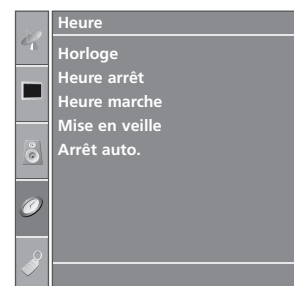 Heure
Horloge
Heure arrêt
Heure marche
Mise en veille
Arrêt auto.